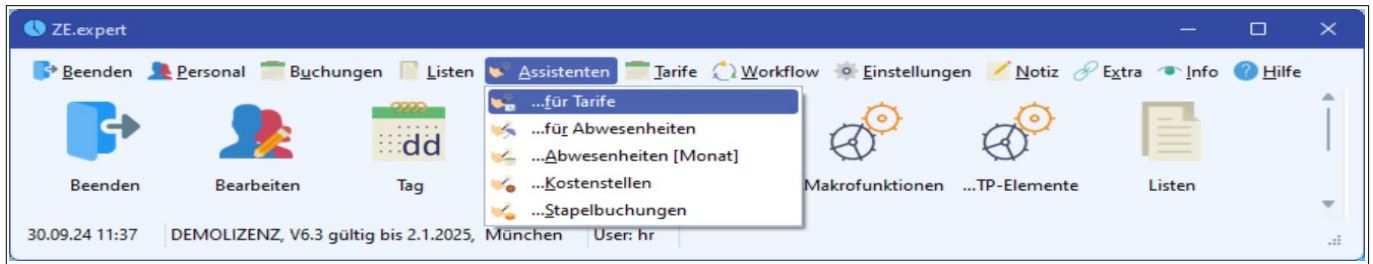 ZE.expert
Beenden Personal Buchungen Listen Assistenten Tarife Workflow Einstellungen Notiz Extra Info Hilfe
...für Tarife
...für Abwesenheiten
...Abwesenheiten [Monat]
...Kostenstellen
...Stapelbuchungen
dd
Beenden Bearbeiten Tag Makrofunktionen ...TP-Elemente Listen
30.09.24 11:37 DEMOLIZENZ, V6.3 gültig bis 2.1.2025, München User: hr